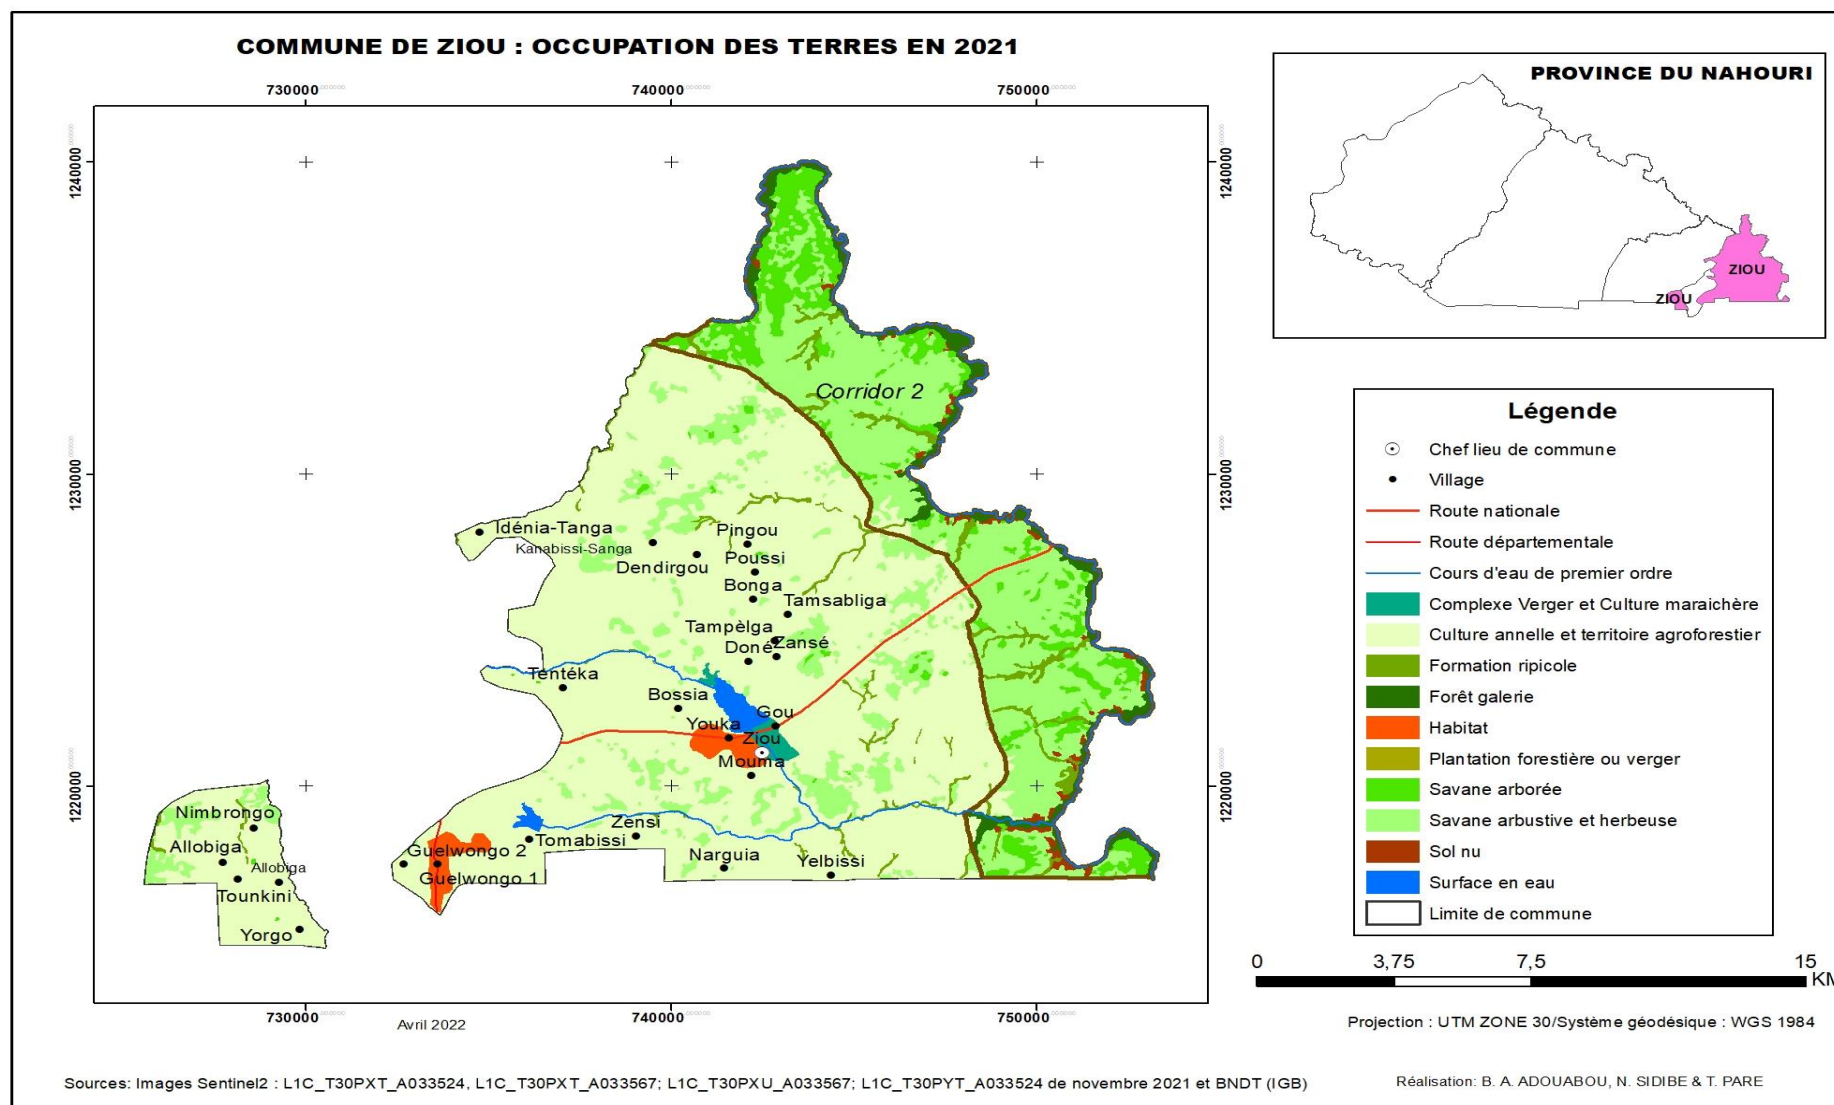 COMMUNE DE ZIOU : OCCUPATION DES TERRES EN 2021
730000 740000 750000
1240000 1240000
1230000 1230000
1220000 1220000
Corridor 2
Idénia-Tanga
Kanabissi-Sanga
Pingou
Dendirgou
Poussi
Bonga
Tamsabliga
Tampèlga
Zansé
Doné
Tentéka
Bossia
Gou
Youka
Ziou
Mouma
Nimbrongo
Zensi
Tomabissi
Allobiga
Guelwongo 2
Narguia
Yelbissi
Allobiga
Guelwongo 1
Tounkini
Yorgo
730000 740000 750000
Avril 2022
PROVINCE DU NAHOURI
ZIOU
ZIOU
Légende
Chef lieu de commune
Village
Route nationale
Route départementale
Cours d'eau de premier ordre
Complexe Verger et Culture maraichère
Culture annelle et territoire agroforestier
Formation ripicole
Forêt galerie
Habitat
Plantation forestière ou verger
Savane arborée
Savane arbustive et herbeuse
Sol nu
Surface en eau
Limite de commune
0 3,75 7,5 15
Projection : UTM ZONE 30/Système géodésique : WGS 1984
Sources: Images Sentinel2 : L1C_T30PXT_A033524, L1C_T30PXT_A033567; L1C_T30PXU_A033567; L1C_T30PYT_A033524 de novembre 2021 et BNDT (IGB)
Réalisation: B. A. ADOUABOU, N. SIDIBE & T. PARE